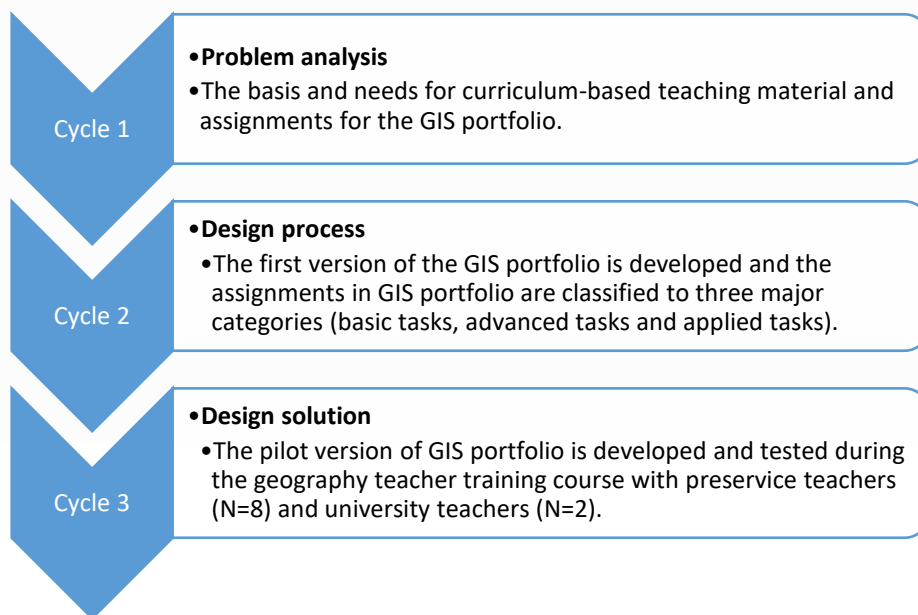 Cycle 1
•Problem analysis
•The basis and needs for curriculum-based teaching material and
assignments for the GIS portfolio.
Cycle 2
•Design process
•The first version of the GIS portfolio is developed and the
assignments in GIS portfolio are classified to three major
categories (basic tasks, advanced tasks and applied tasks).
Cycle 3
•Design solution
•The pilot version of GIS portfolio is developed and tested during
the geography teacher training course with preservice teachers
(N=8) and university teachers (N=2).